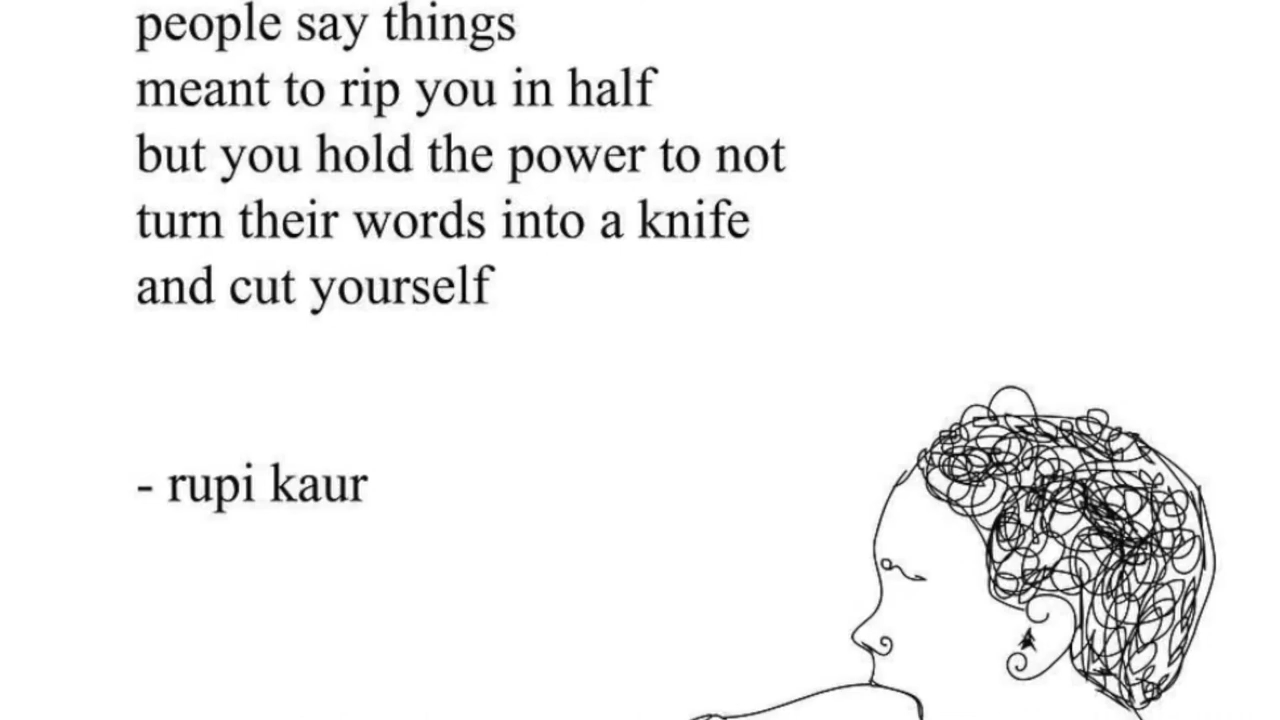 people say things
meant to rip you in half
but you hold the power to not
turn their words into a knife
and cut yourself
- rupi kaur